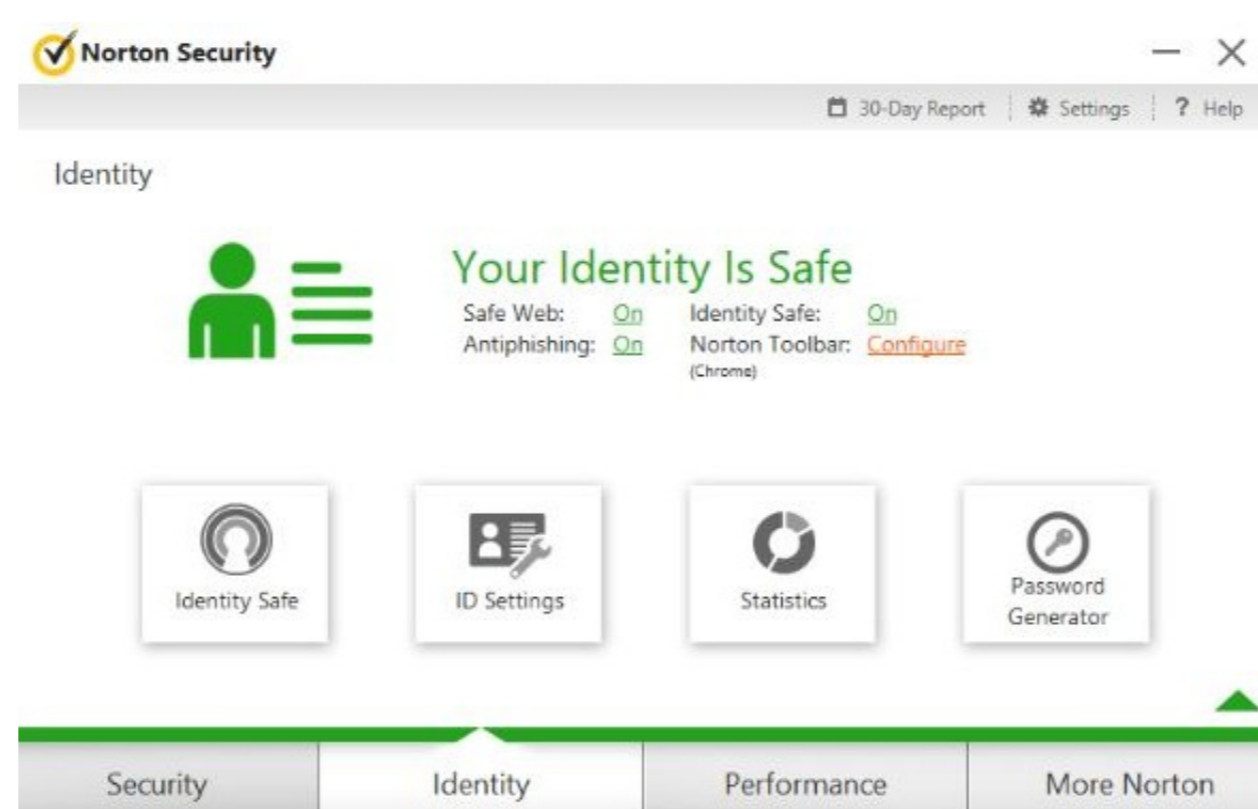 Norton Security
30-Day Report Settings ? Help
Identity
Your Identity Is Safe
Safe Web: On Identity Safe: On
Antiphishing: On Norton Toolbar: Configure
(Chrome)
Identity Safe
ID Settings
Statistics
Password
Generator
Security Identity Performance More Norton